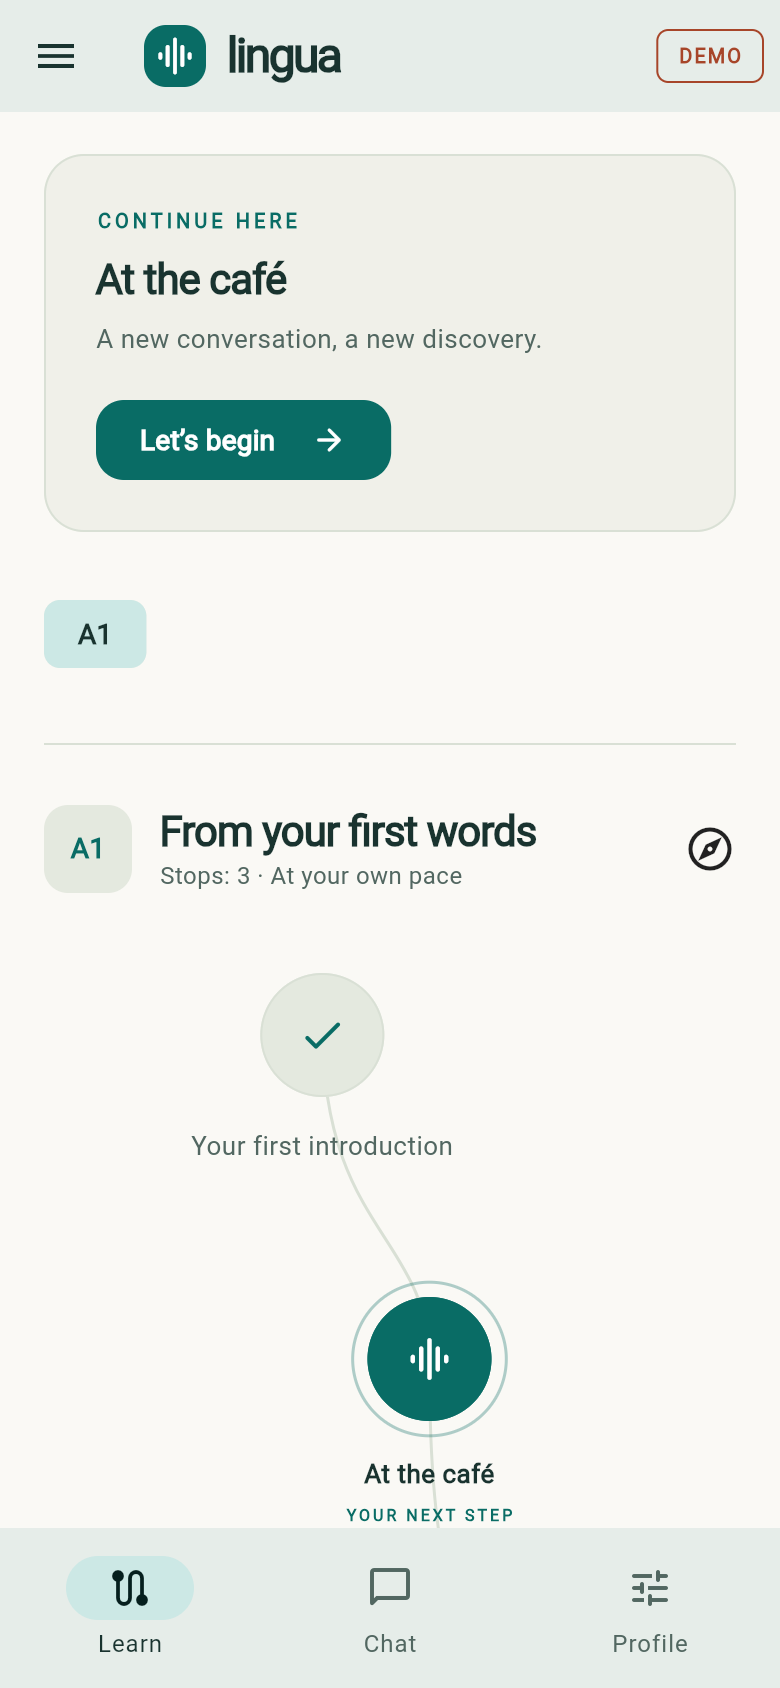 lingua
DEMO
CONTINUE HERE
At the café
A new conversation, a new discovery.
Let's begin
A1
A1
From your first words
Stops: 3 · At your own pace
Your first introduction
At the café
YOUR NEXT STEP
Learn
Chat
Profile